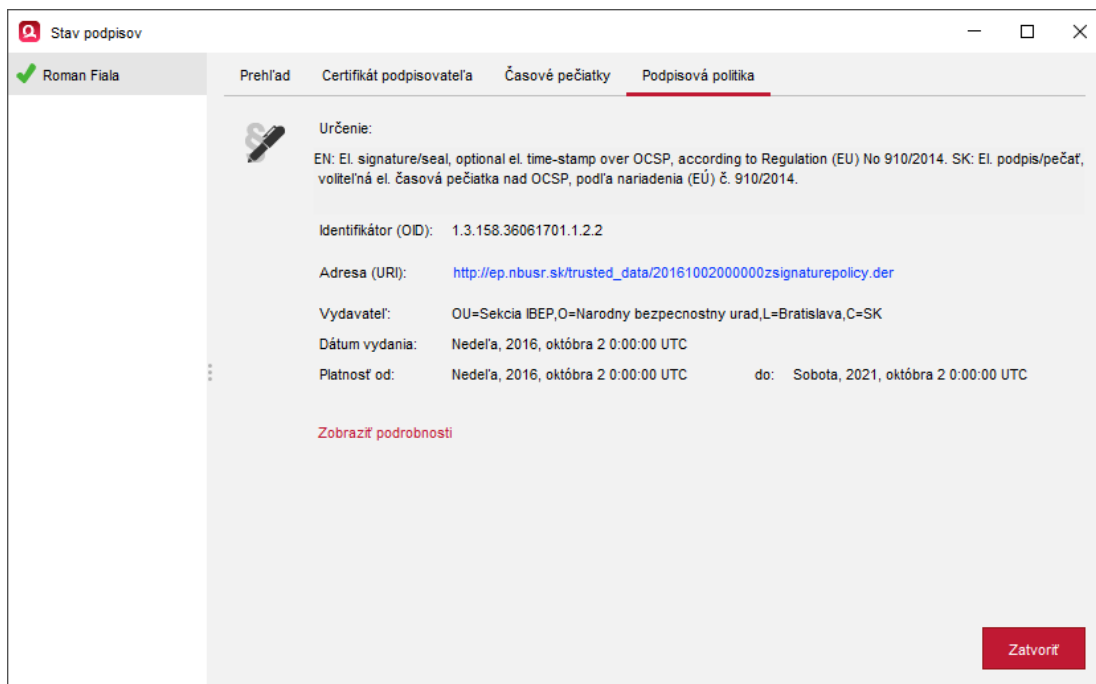 Stav podpisov
Roman Fiala
Prehľad Certifikát podpisovateľa Časové pečiatky Podpisová politika
Určenie:
EN: El. signature/seal, optional el. time-stamp over OCSP, according to Regulation (EU) No 910/2014. SK: El. podpis/pečať,
voliteľná el. časová pečiatka nad OCSP, podľa nariadenia (EÚ) č. 910/2014.
Identifikátor (OID): 1.3.158.36061701.1.2.2
Adresa (URI): http://ep.nbusr.sk/trusted_data/20161002000000zsignaturepolicy.der
Vydavateľ: OU=Sekcia IBEP,O=Narodny bezpecnostny urad,L=Bratislava,C=SK
Dátum vydania: Nedeľa, 2016, októbra 2 0:00:00 UTC
Platnosť od: Nedeľa, 2016, októbra 2 0:00:00 UTC do: Sobota, 2021, októbra 2 0:00:00 UTC
Zobraziť podrobnosti
Zatvoriť